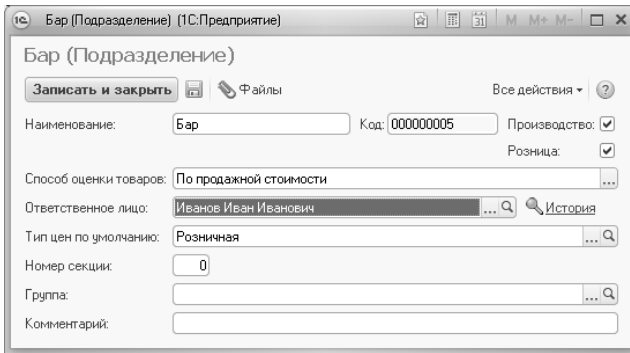 1С Бар (Подразделение) (1С:Предприятие) 31 M M+ M-
Бар (Подразделение)
Записать и закрыть Файлы Все действия ?
Наименование: Бар Код: 000000005 Производство:
Розница:
Способ оценки товаров: По продажной стоимости ...
Ответственное лицо: Иванов Иван Иванович ... История
Тип цен по умолчанию: Розничная ...
Номер секции: 0
Группа: ...
Комментарий: